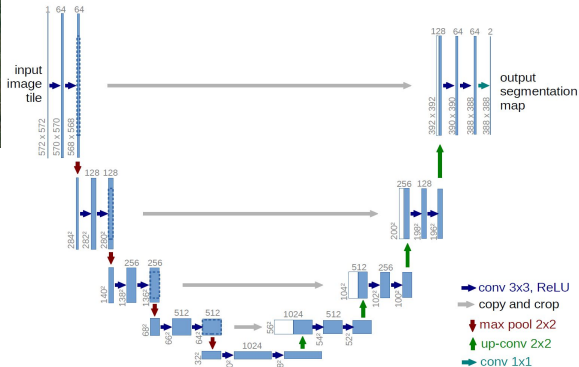 1 64 64
128 64 64 2
input
image
tile
output
segmentation
map
572 x 572
570 x 570
568 x 568
392 x 392
390 x 390
388 x 388
388 x 388
128 128
256 128
284²
282²
280²
200²
198²
196²
256 256
512 256
140²
138²
136²
104²
102²
100²
512 512
1024 512
68²
66²
64²
56²
54²
52²
1024
32²
conv 3x3, ReLU
copy and crop
max pool 2x2
up-conv 2x2
conv 1x1